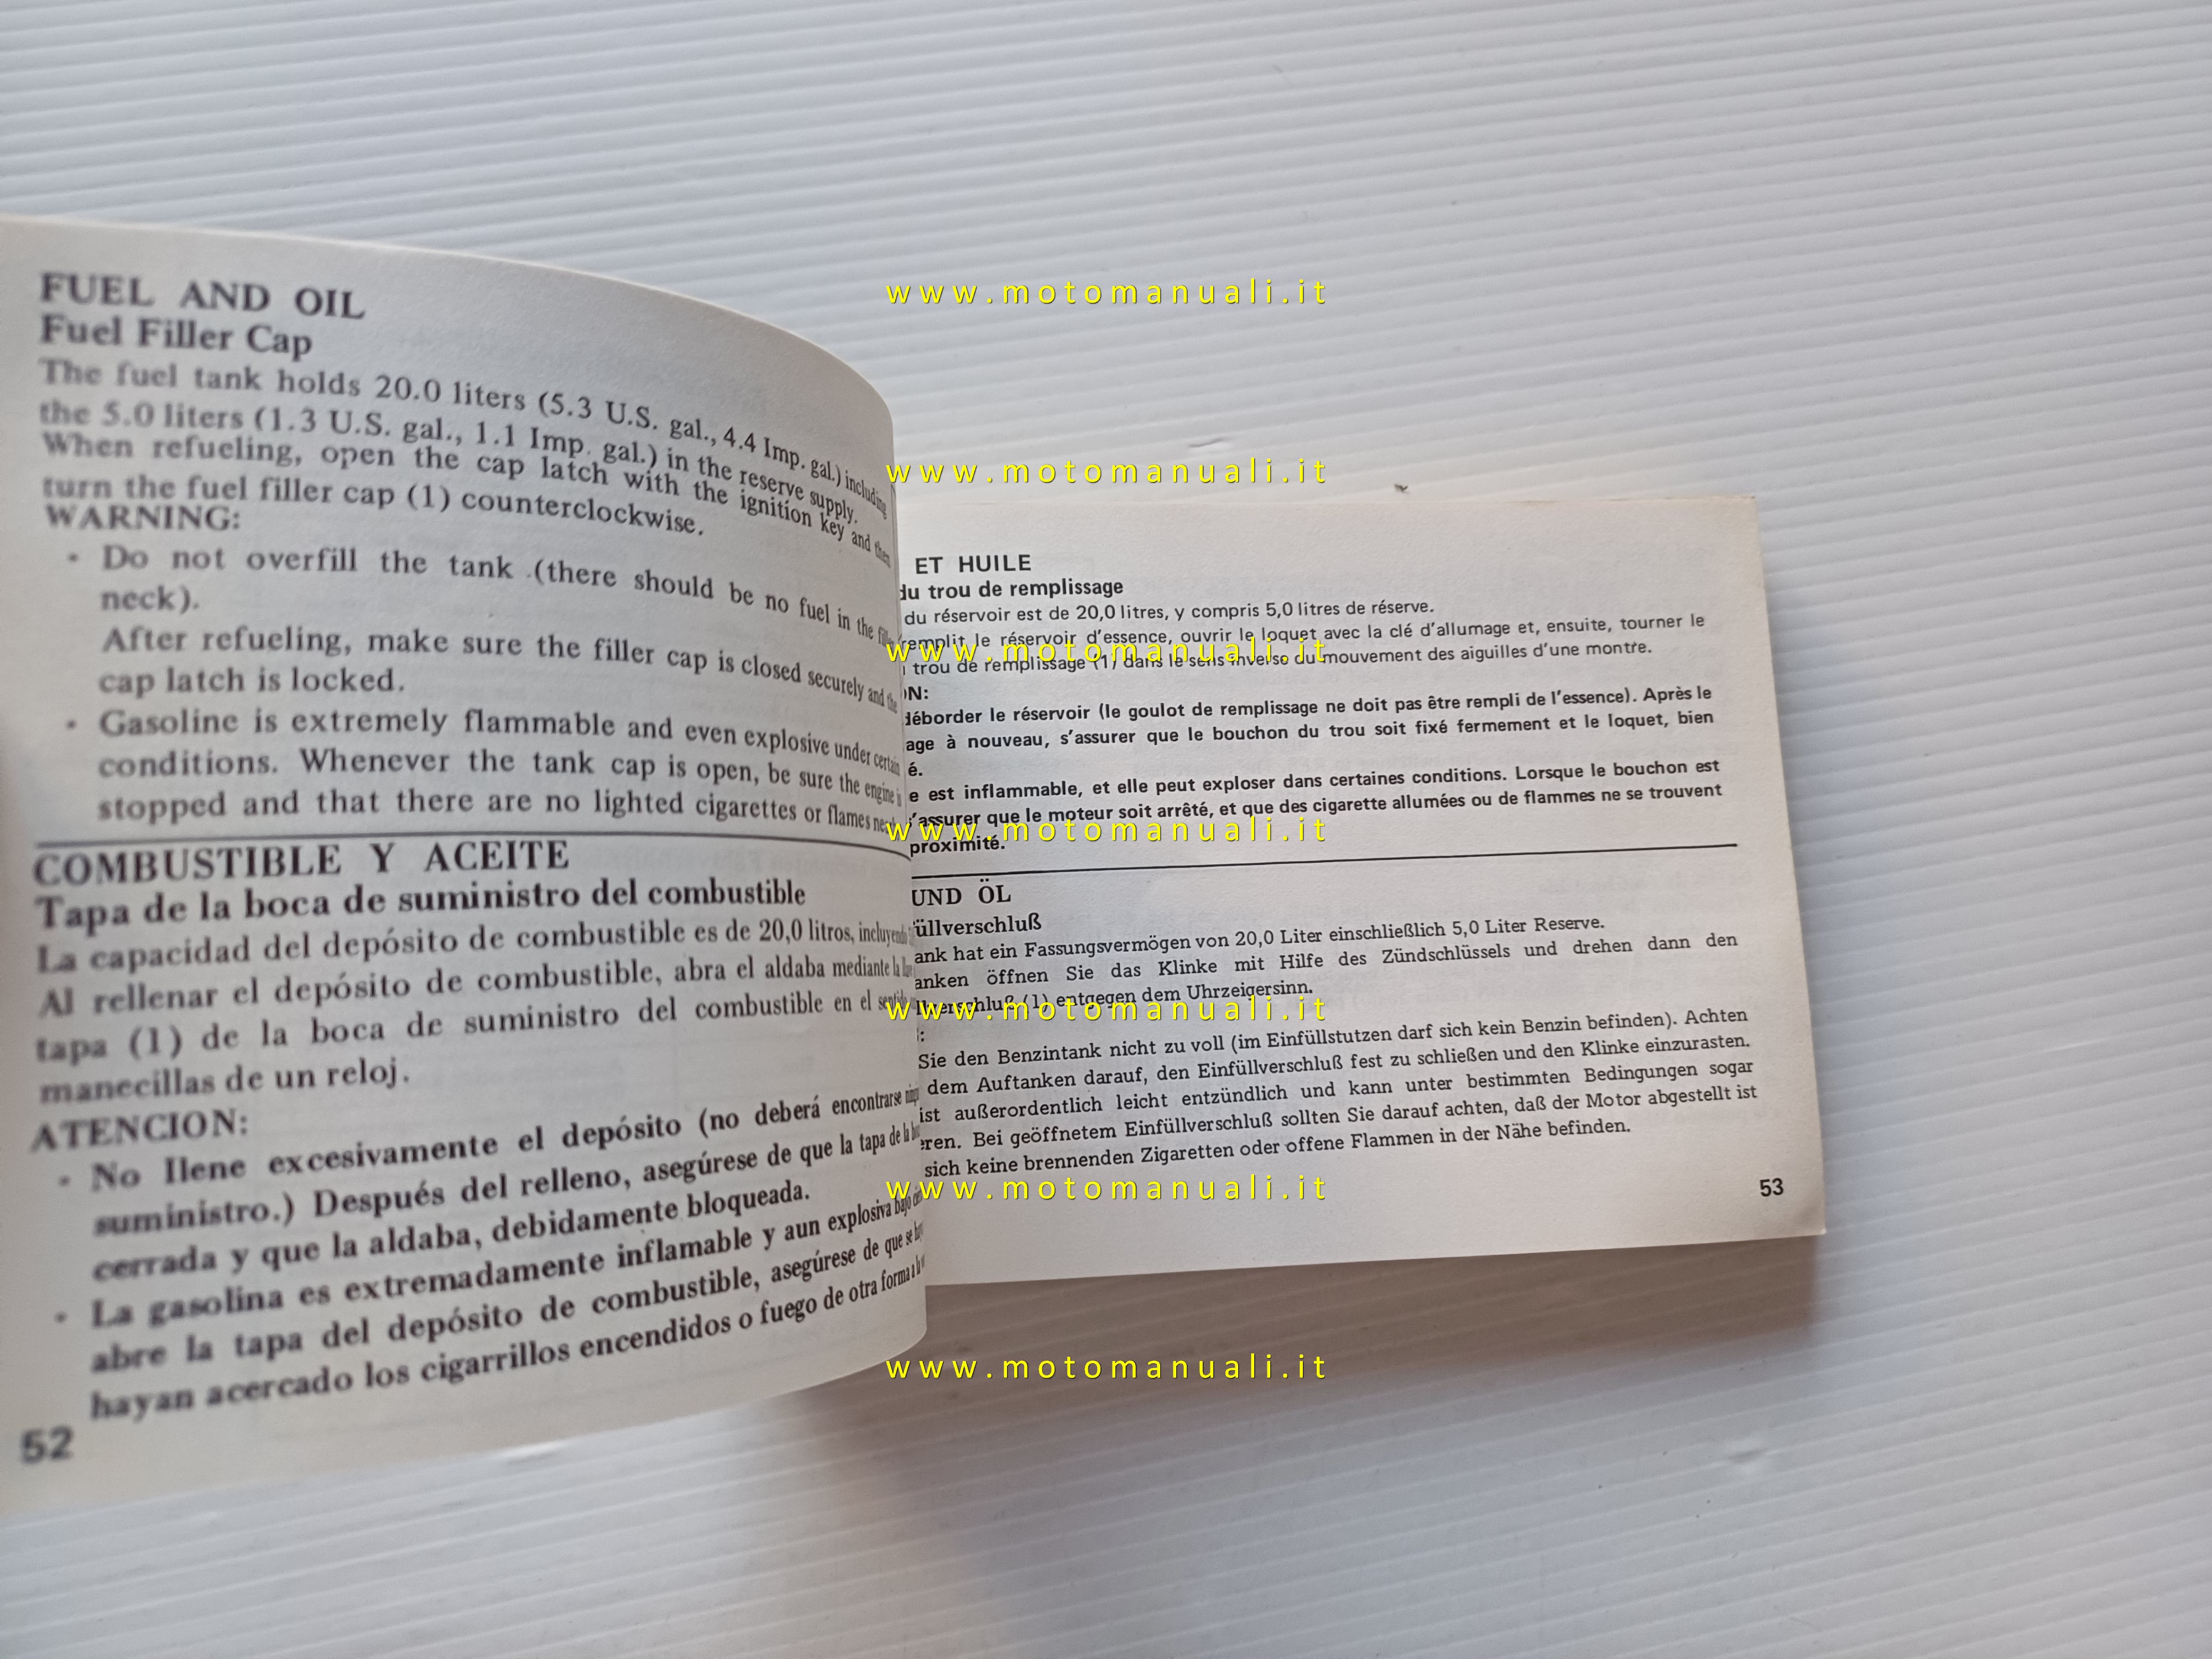 FUEL AND OIL
Fuel Filler Cap
The fuel tank holds 20.0 liters (5.3 U.S. gal., 4.4 Imp. gal.) including
the 5.0 liters (1.3 U.S. gal., 1.1 Imp. gal.) in the reserve supply.
When refueling, open the cap latch with the ignition key and then
turn the fuel filler cap (1) counterclockwise.
WARNING:
* Do not overfill the tank (there should be no fuel in the filler
neck).
After refueling, make sure the filler cap is closed securely and the
cap latch is locked.
* Gasoline is extremely flammable and even explosive under certain
conditions. Whenever the tank cap is open, be sure the engine is
stopped and that there are no lighted cigarettes or flames
COMBUSTIBLE Y ACEITE
Tapa de la boca de suministro del combustible
La capacidad del depósito de combustible es de 20,0 litros, incluyendo
Al rellenar el depósito de combustible, abra el aldaba mediante la
tapa (1) de la boca de suministro del combustible en el sentido
manecillas de un reloj.
ATENCION:
* No llene excesivamente el depósito (no deberá encontrarse
suministro.) Después del relleno, asegúrese de que la tapa de la
cerrada y que la aldaba, debidamente bloqueada.
* La gasolina es extremadamente inflamable y aun explosiva bajo
abre la tapa del depósito de combustible, asegúrese de que se
hayan acercado los cigarrillos encendidos o fuego de otra forma a
52
ET HUILE
du trou de remplissage
du réservoir est de 20,0 litres, y compris 5,0 litres de réserve.
remplit le réservoir d'essence, ouvrir le loquet avec la clé d'allumage et, ensuite, tourner le
trou de remplissage (1) dans le sens inverse du mouvement des aiguilles d'une montre.
ON:
déborder le réservoir (le goulot de remplissage ne doit pas être rempli de l'essence). Après le
age à nouveau, s'assurer que le bouchon du trou soit fixé fermement et le loquet, bien
é.
e est inflammable, et elle peut exploser dans certaines conditions. Lorsque le bouchon est
s'assurer que le moteur soit arrêté, et que des cigarette allumées ou de flammes ne se trouvent
proximité.
UND ÖL
üllverschluß
ank hat ein Fassungsvermögen von 20,0 Liter einschließlich 5,0 Liter Reserve.
anken öffnen Sie das Klinke mit Hilfe des Zündschlüssels und drehen dann den
llverschluß (1) entgegen dem Uhrzeigersinn.
:
Sie den Benzintank nicht zu voll (im Einfüllstutzen darf sich kein Benzin befinden). Achten
dem Auftanken darauf, den Einfüllverschluß fest zu schließen und den Klinke einzurasten.
ist außerordentlich leicht entzündlich und kann unter bestimmten Bedingungen sogar
ren. Bei geöffnetem Einfüllverschluß sollten Sie darauf achten, daß der Motor abgestellt ist
sich keine brennenden Zigaretten oder offene Flammen in der Nähe befinden.
53
www.motomanuali.it
www.motomanuali.it
www.motomanuali.it
www.motomanuali.it
www.motomanuali.it
www.motomanuali.it
www.motomanuali.it